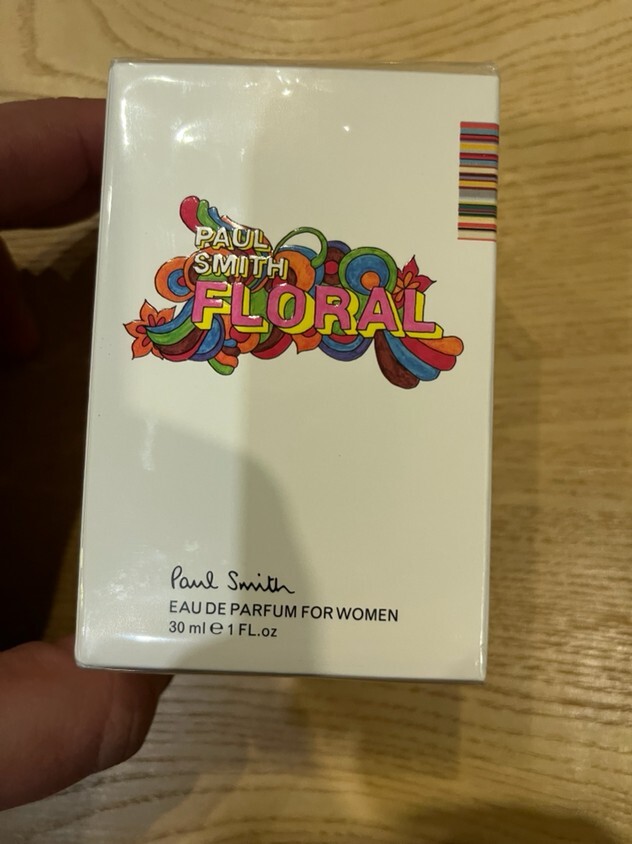 PAUL
SMITH
FLORAL
Paul Smith
EAU DE PARFUM FOR WOMEN
30 ml ℮ 1 FL.oz